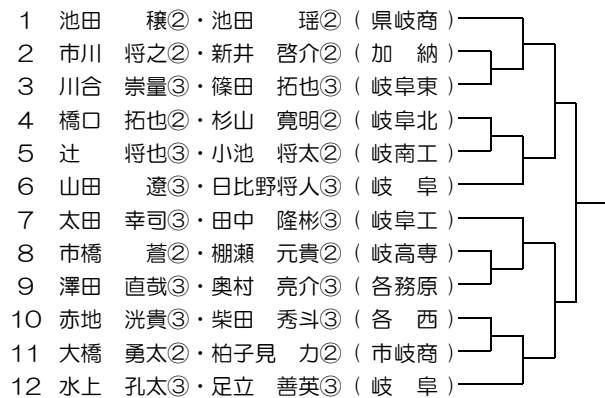 1 池田 穣②・池田 瑶②（県岐商）
2 市川 将之②・新井 啓介②（加 納）
3 川合 崇量③・篠田 拓也③（岐阜東）
4 橋口 拓也②・杉山 寛明②（岐阜北）
5 辻 将也③・小池 将太②（岐南工）
6 山田 遼③・日比野将人③（岐 阜）
7 太田 幸司③・田中 隆彬③（岐阜工）
8 市橋 蒼②・棚瀬 元貴②（岐高専）
9 澤田 直哉③・奥村 亮介③（各務原）
10 赤地 洸貴③・柴田 秀斗③（各 西）
11 大橋 勇太②・柏子見 力②（市岐商）
12 水上 孔太③・足立 善英③（岐 阜）